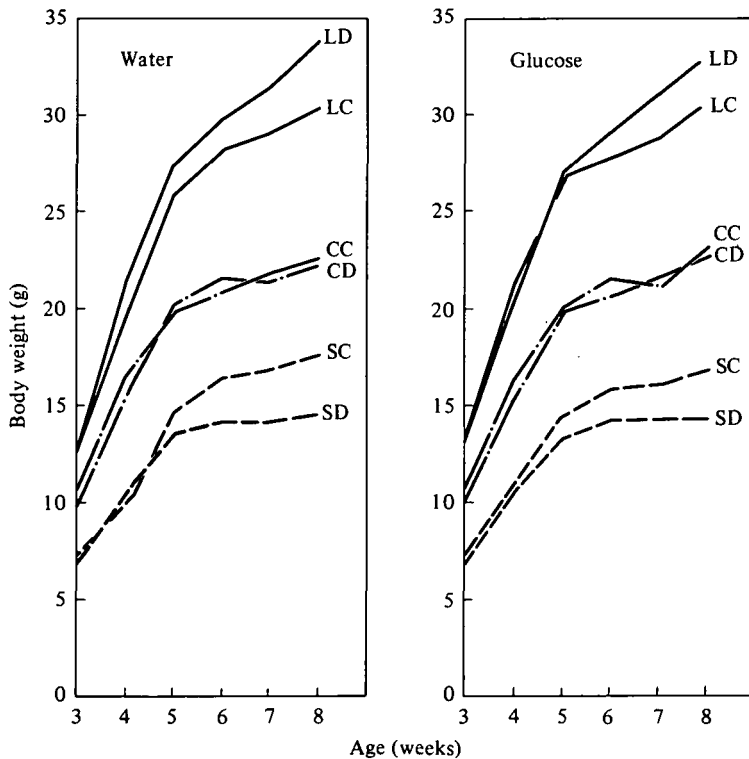 35
30
25
20
15
10
5
0
Body weight (g)
Water
LD
LC
CC
CD
SC
SD
3 4 5 6 7 8
35
30
25
20
15
10
5
0
Glucose
LD
LC
CC
CD
SC
SD
3 4 5 6 7 8
Age (weeks)